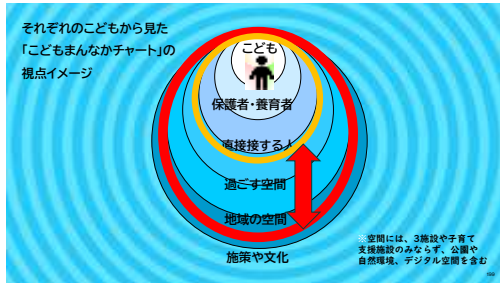 それぞれのこどもから見た
「こどもまんなかチャート」の
視点イメージ
こども
保護者・養育者
直接接する人
過ごす空間
地域の空間
施策や文化
※空間には、3施設や子育て
支援施設のみならず、公園や
自然環境、デジタル空間を含む